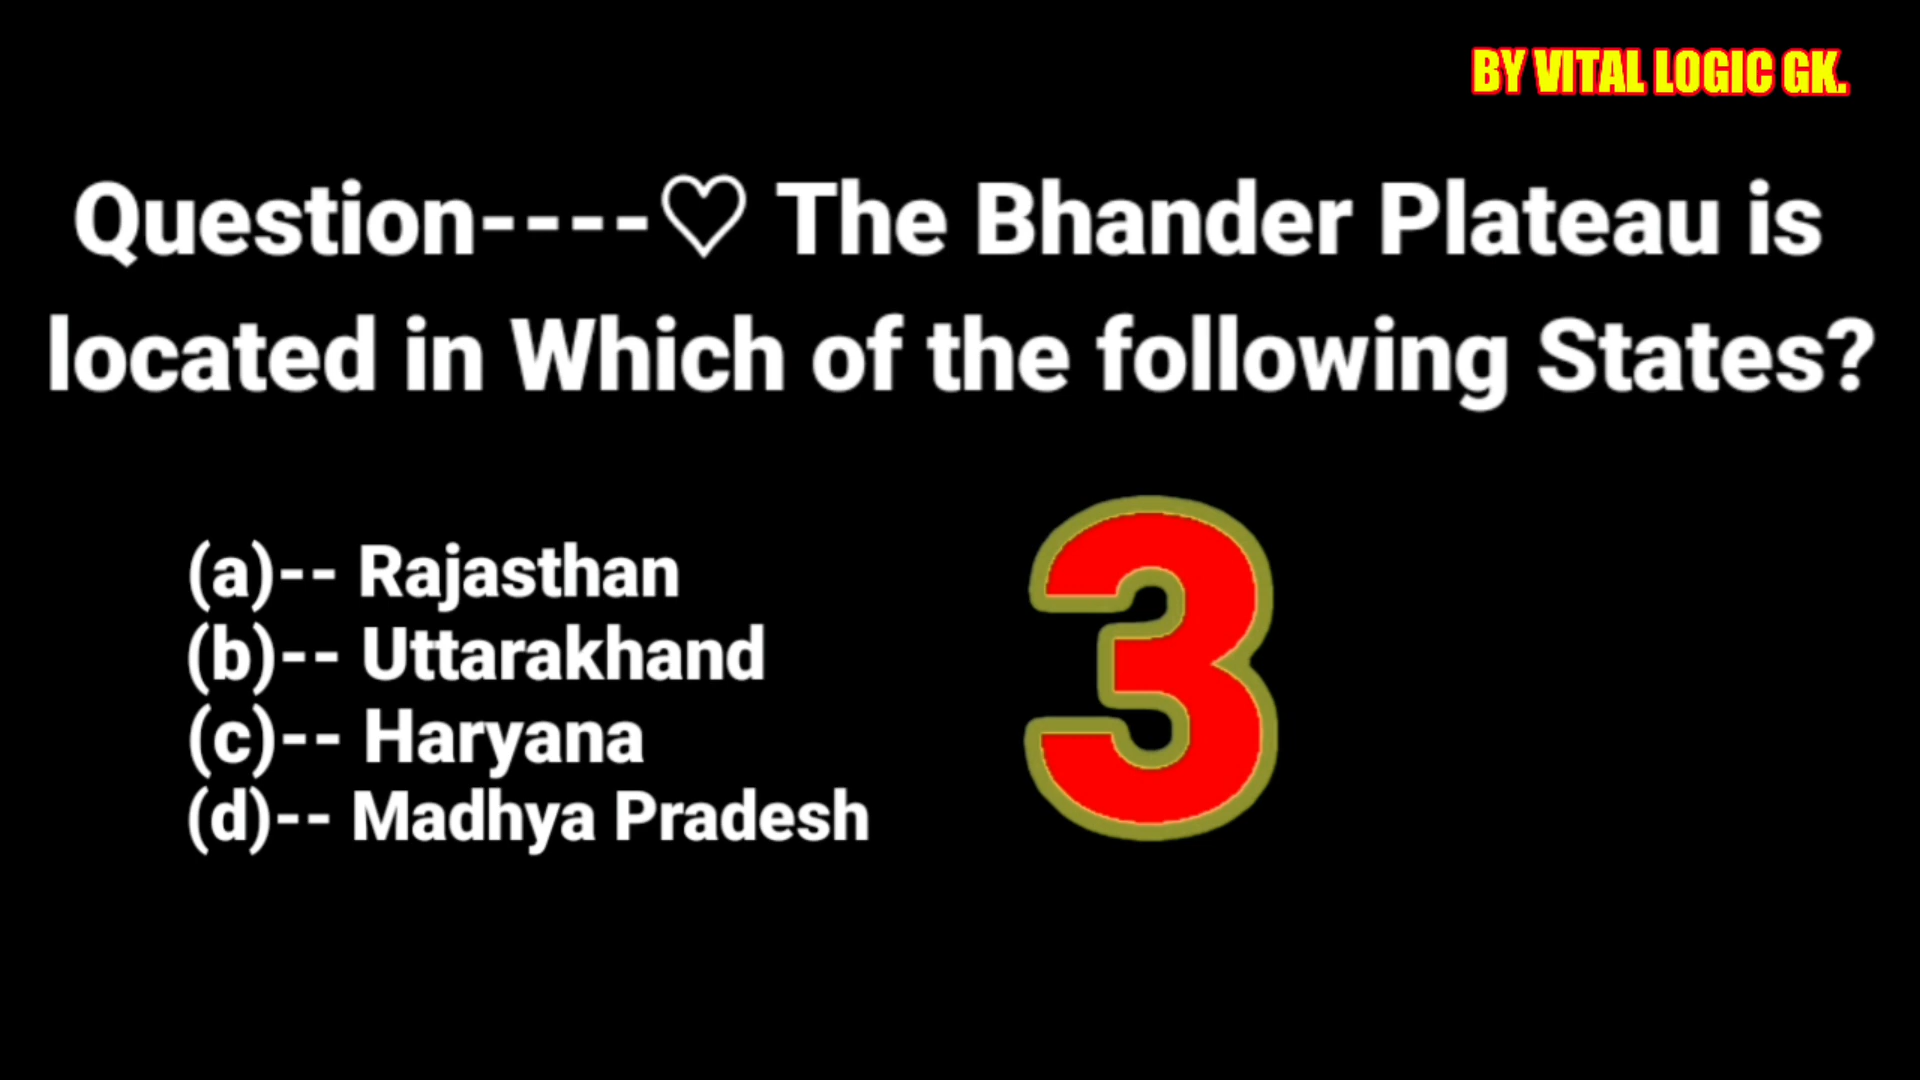 BY VITAL LOGIC GK.
Question----♡ The Bhander Plateau is
located in Which of the following States?
(a)-- Rajasthan
(b)-- Uttarakhand
(c)-- Haryana
(d)-- Madhya Pradesh
3